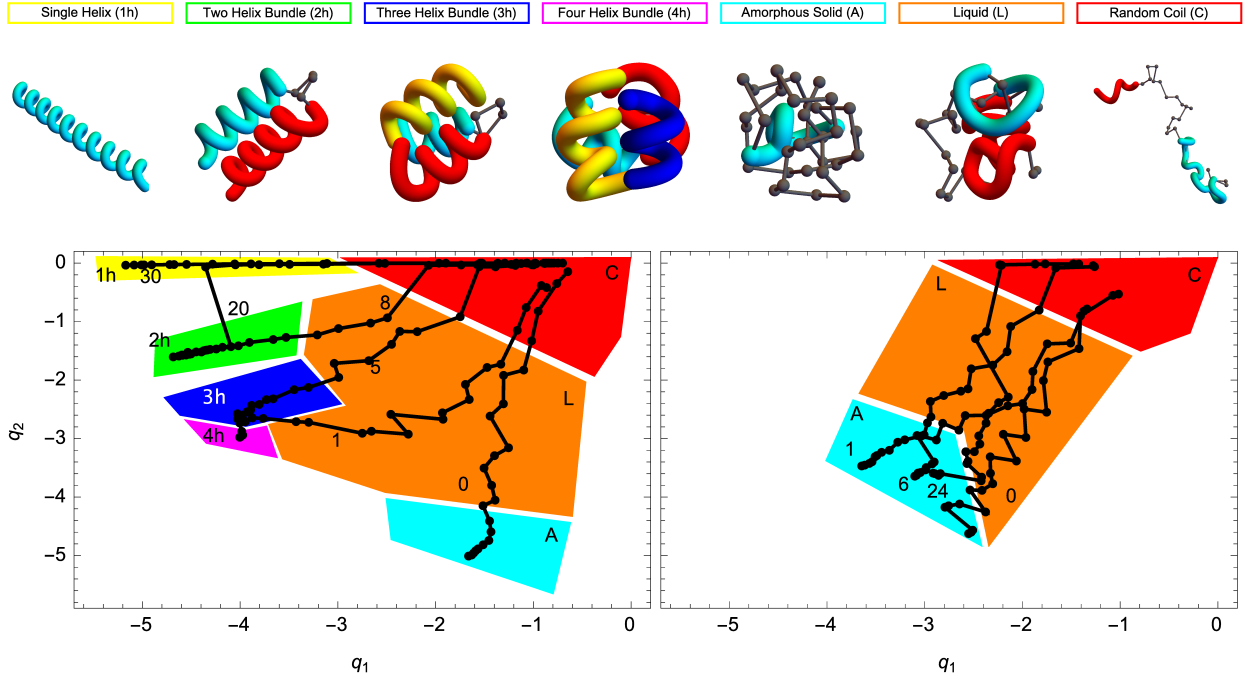 Single Helix (1h) Two Helix Bundle (2h) Three Helix Bundle (3h) Four Helix Bundle (4h) Amorphous Solid (A) Liquid (L) Random Coil (C)
0
−1
−2
−3
−4
−5
q2
1h
30
20
2h
8
C
5
3h
L
4h
1
0
A
−5 −4 −3 −2 −1 0
q1
L
C
A
1
6
24
0
−5 −4 −3 −2 −1 0
q1